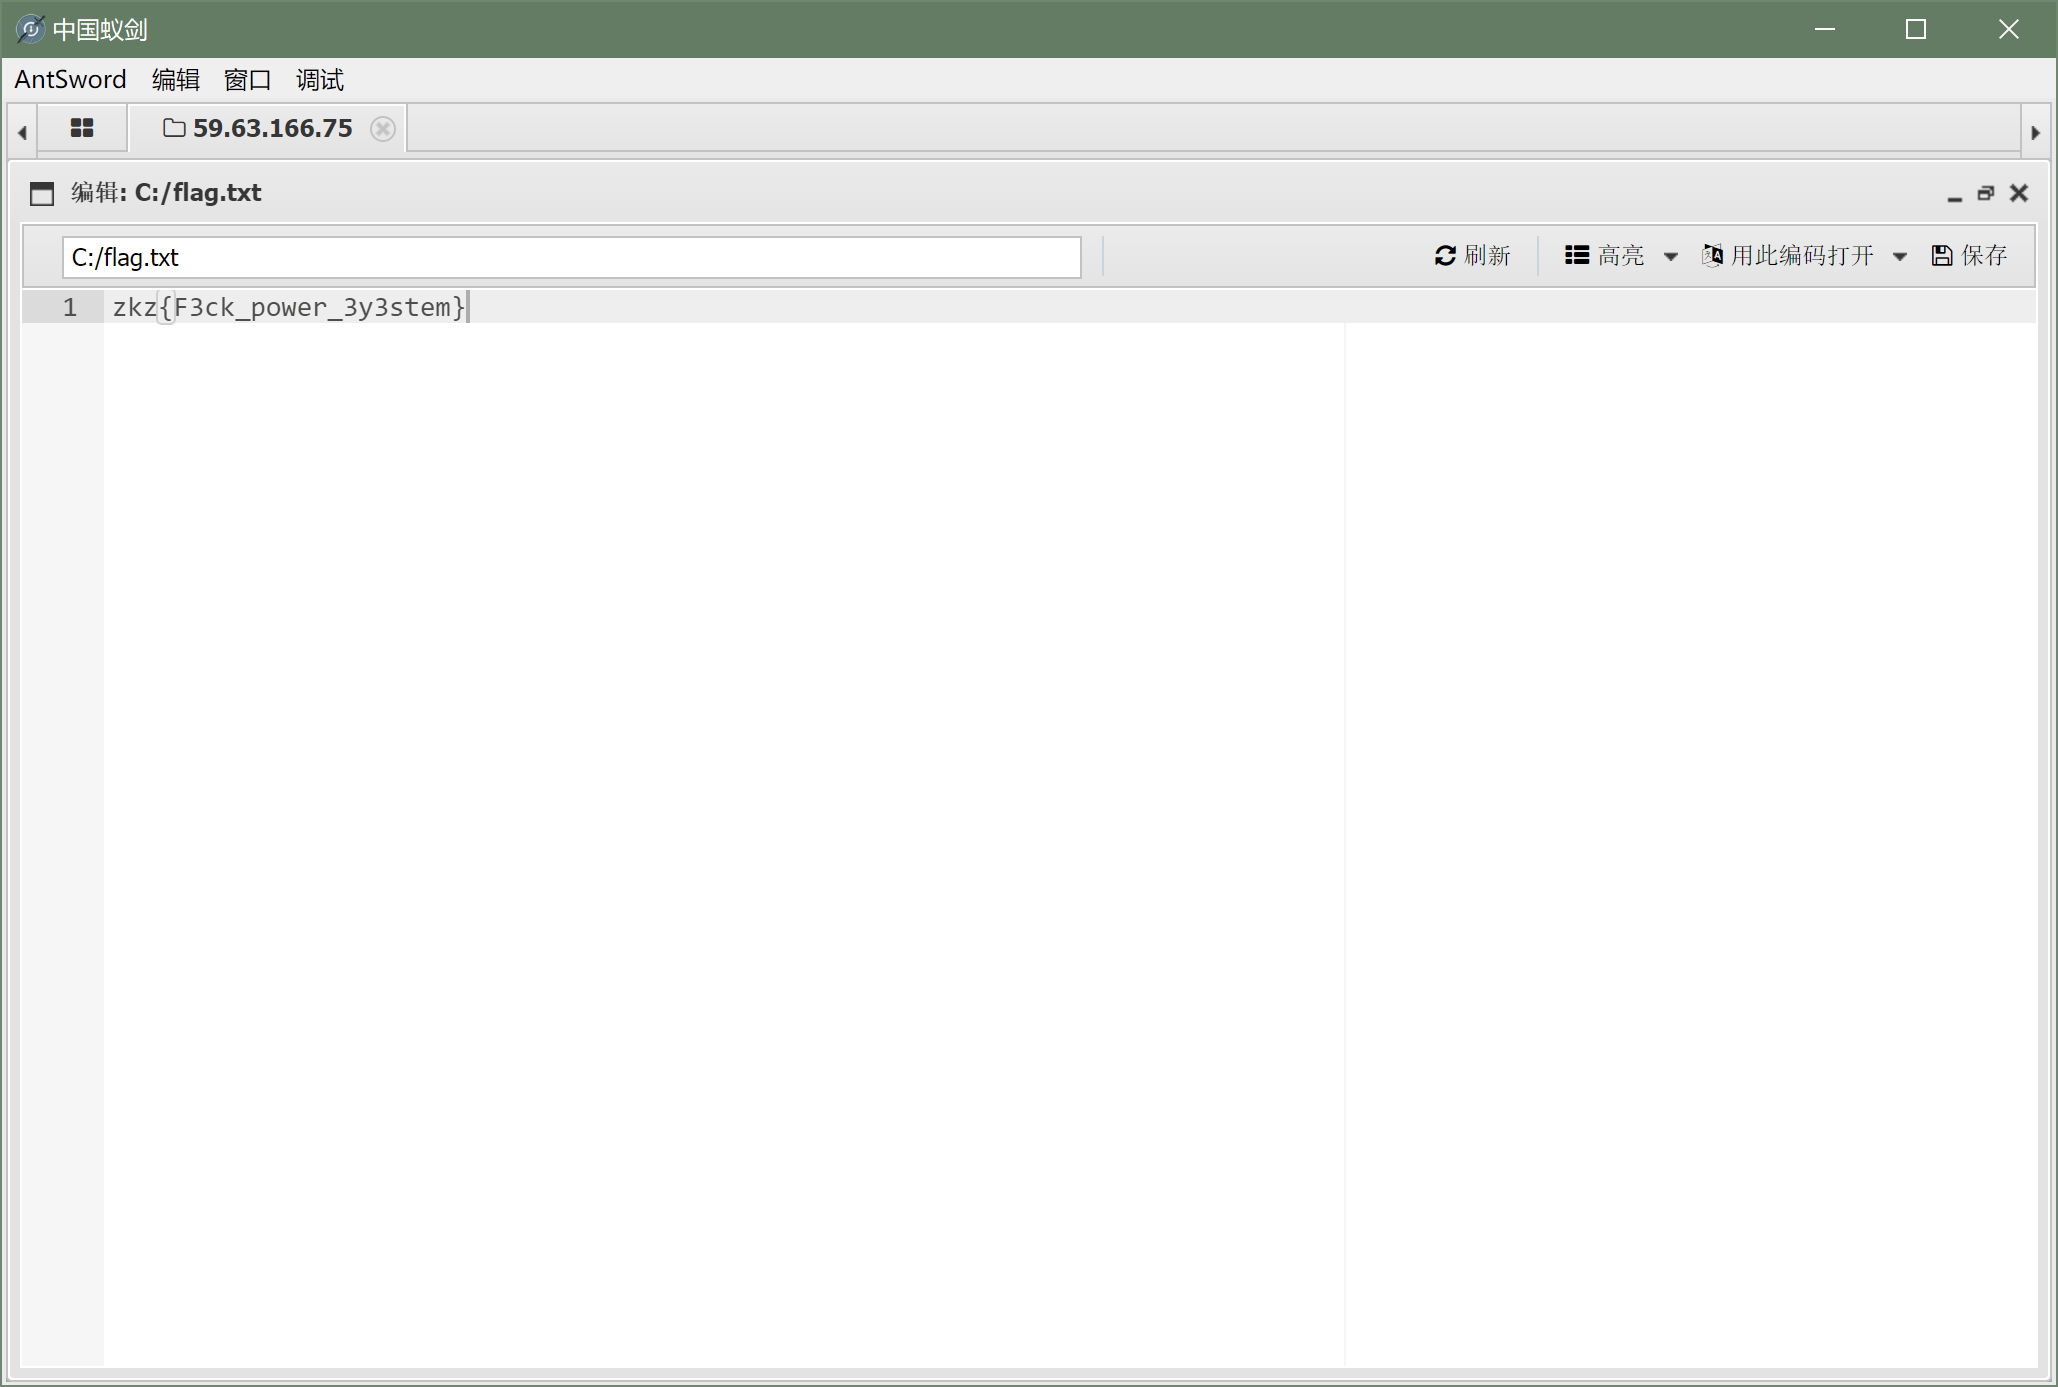 中国蚁剑
AntSword 编辑 窗口 调试
59.63.166.75
编辑: C:/flag.txt
C:/flag.txt 刷新 高亮 用此编码打开 保存
1 zkz{F3ck_power_3y3stem}